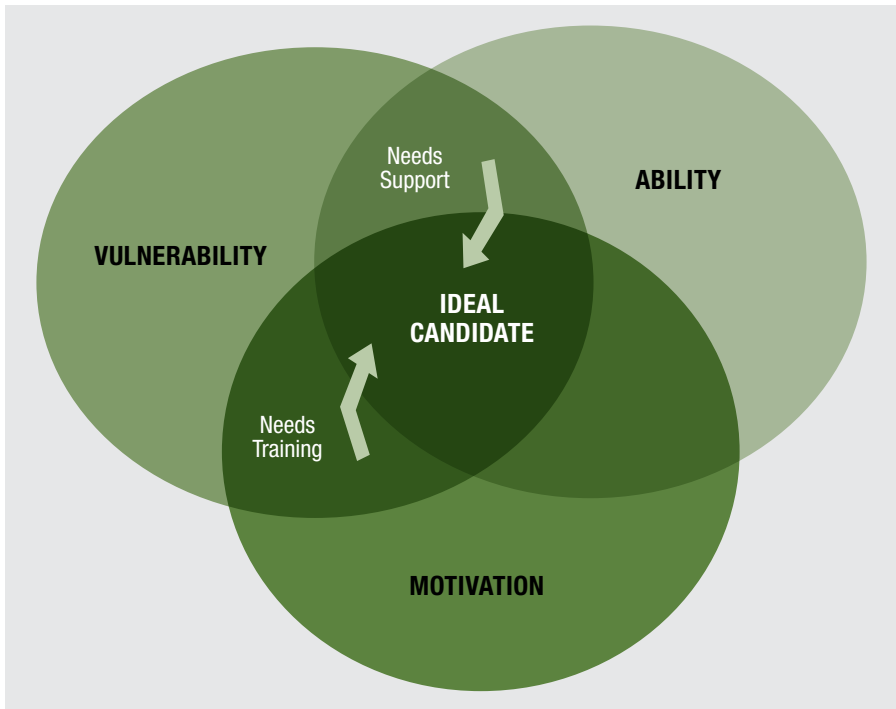 Needs
Support
ABILITY
VULNERABILITY
IDEAL
CANDIDATE
Needs
Training
MOTIVATION